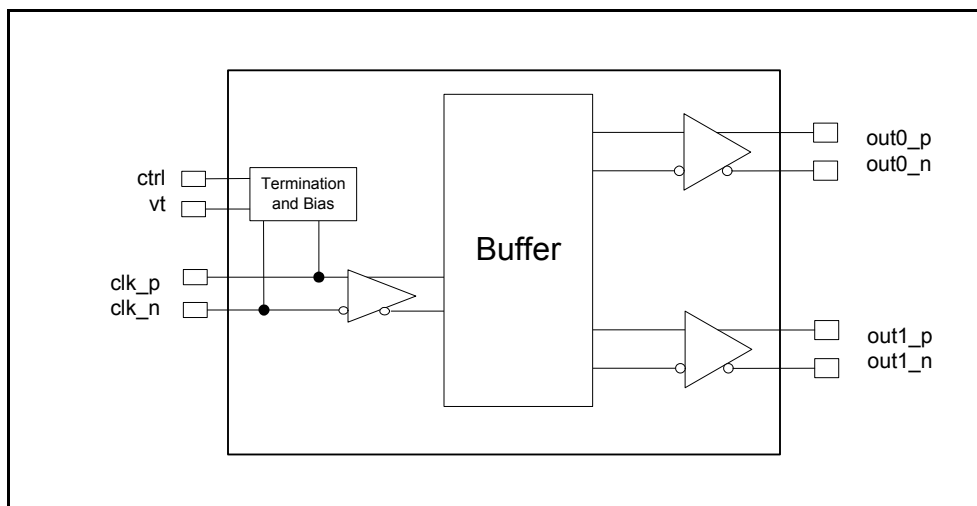 ctrl
vt
Termination
and Bias
clk_p
clk_n
Buffer
out0_p
out0_n
out1_p
out1_n